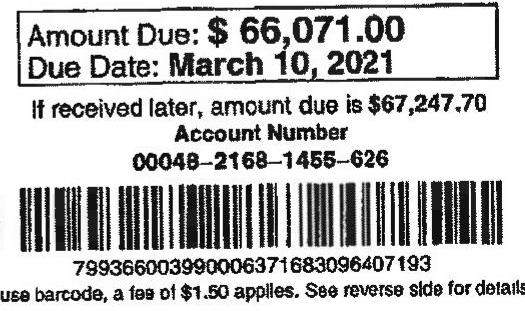 Amount Due: $ 66,071.00
Due Date: March 10, 2021
If received later, amount due is $67,247.70
Account Number
00048-2168-1455-626
799366003990006371683096407193
use barcode, a fee of $1.50 applies. See reverse side for details